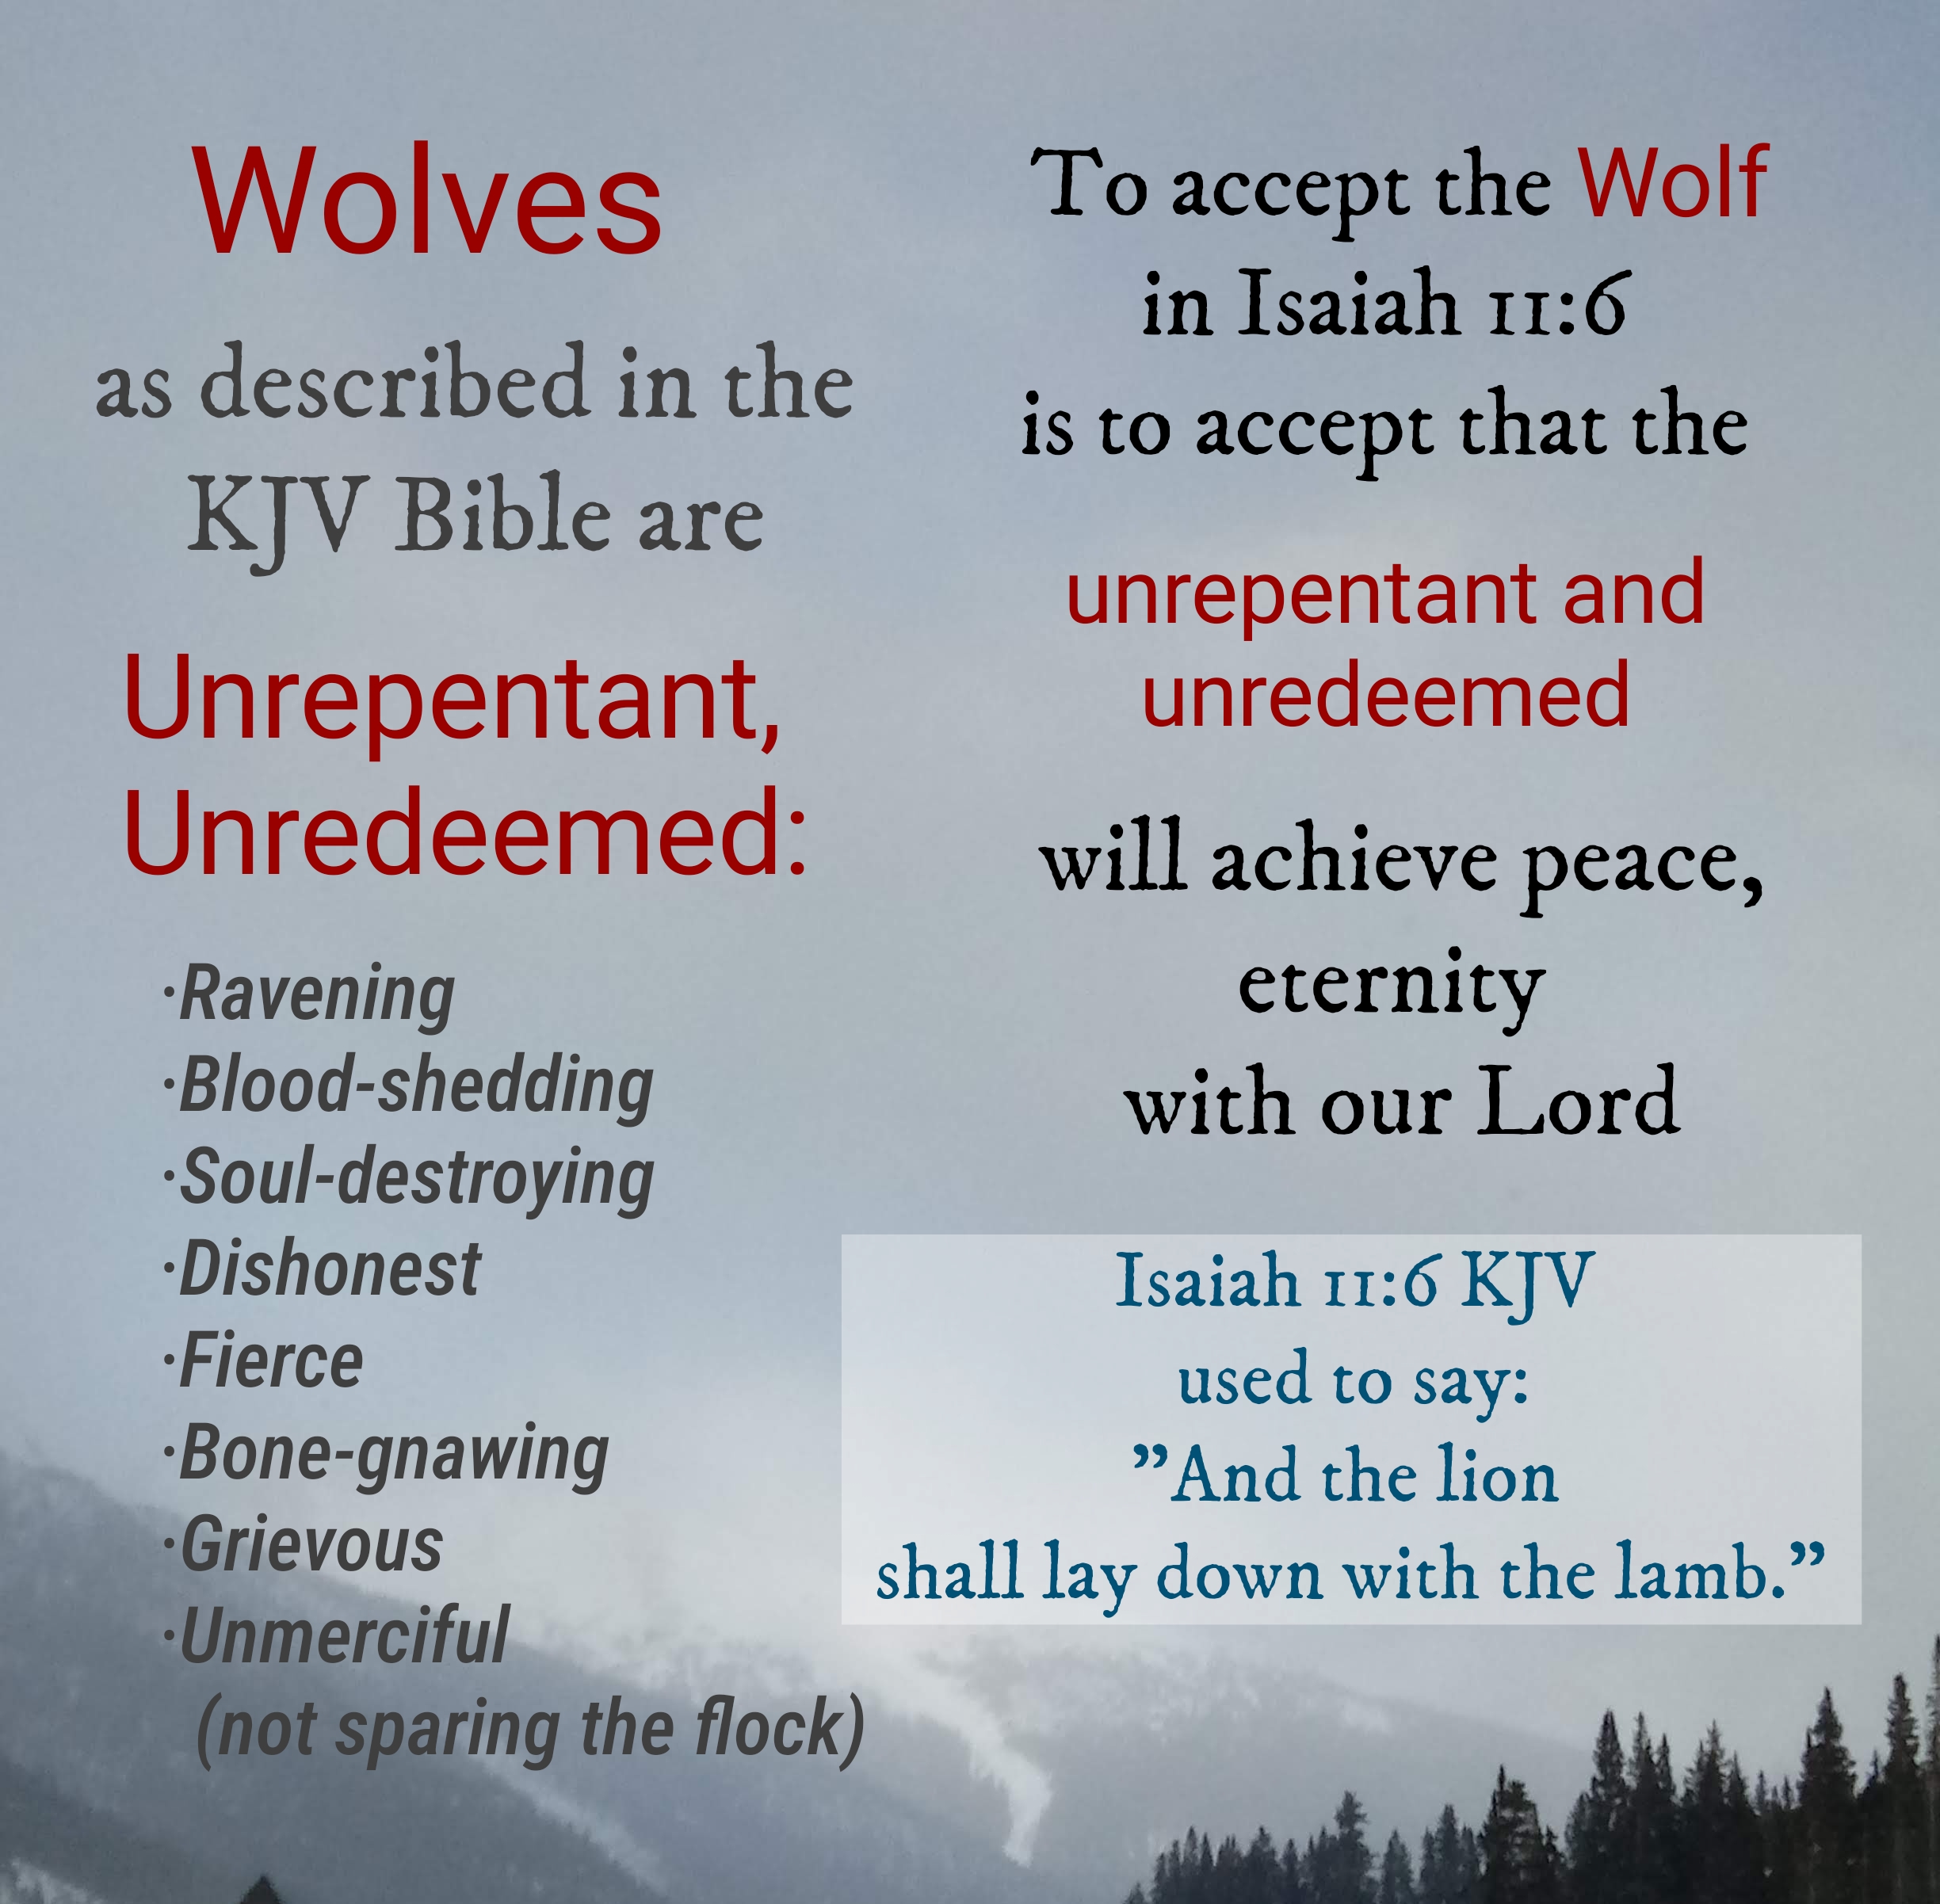 Wolves
as described in the
KJV Bible are
Unrepentant,
Unredeemed:
·Ravening
·Blood-shedding
·Soul-destroying
·Dishonest
·Fierce
·Bone-gnawing
·Grievous
·Unmerciful
(not sparing the flock)
To accept the Wolf
in Isaiah 11:6
is to accept that the
unrepentant and
unredeemed
will achieve peace,
eternity
with our Lord
Isaiah 11:6 KJV
used to say:
”And the lion
shall lay down with the lamb.”